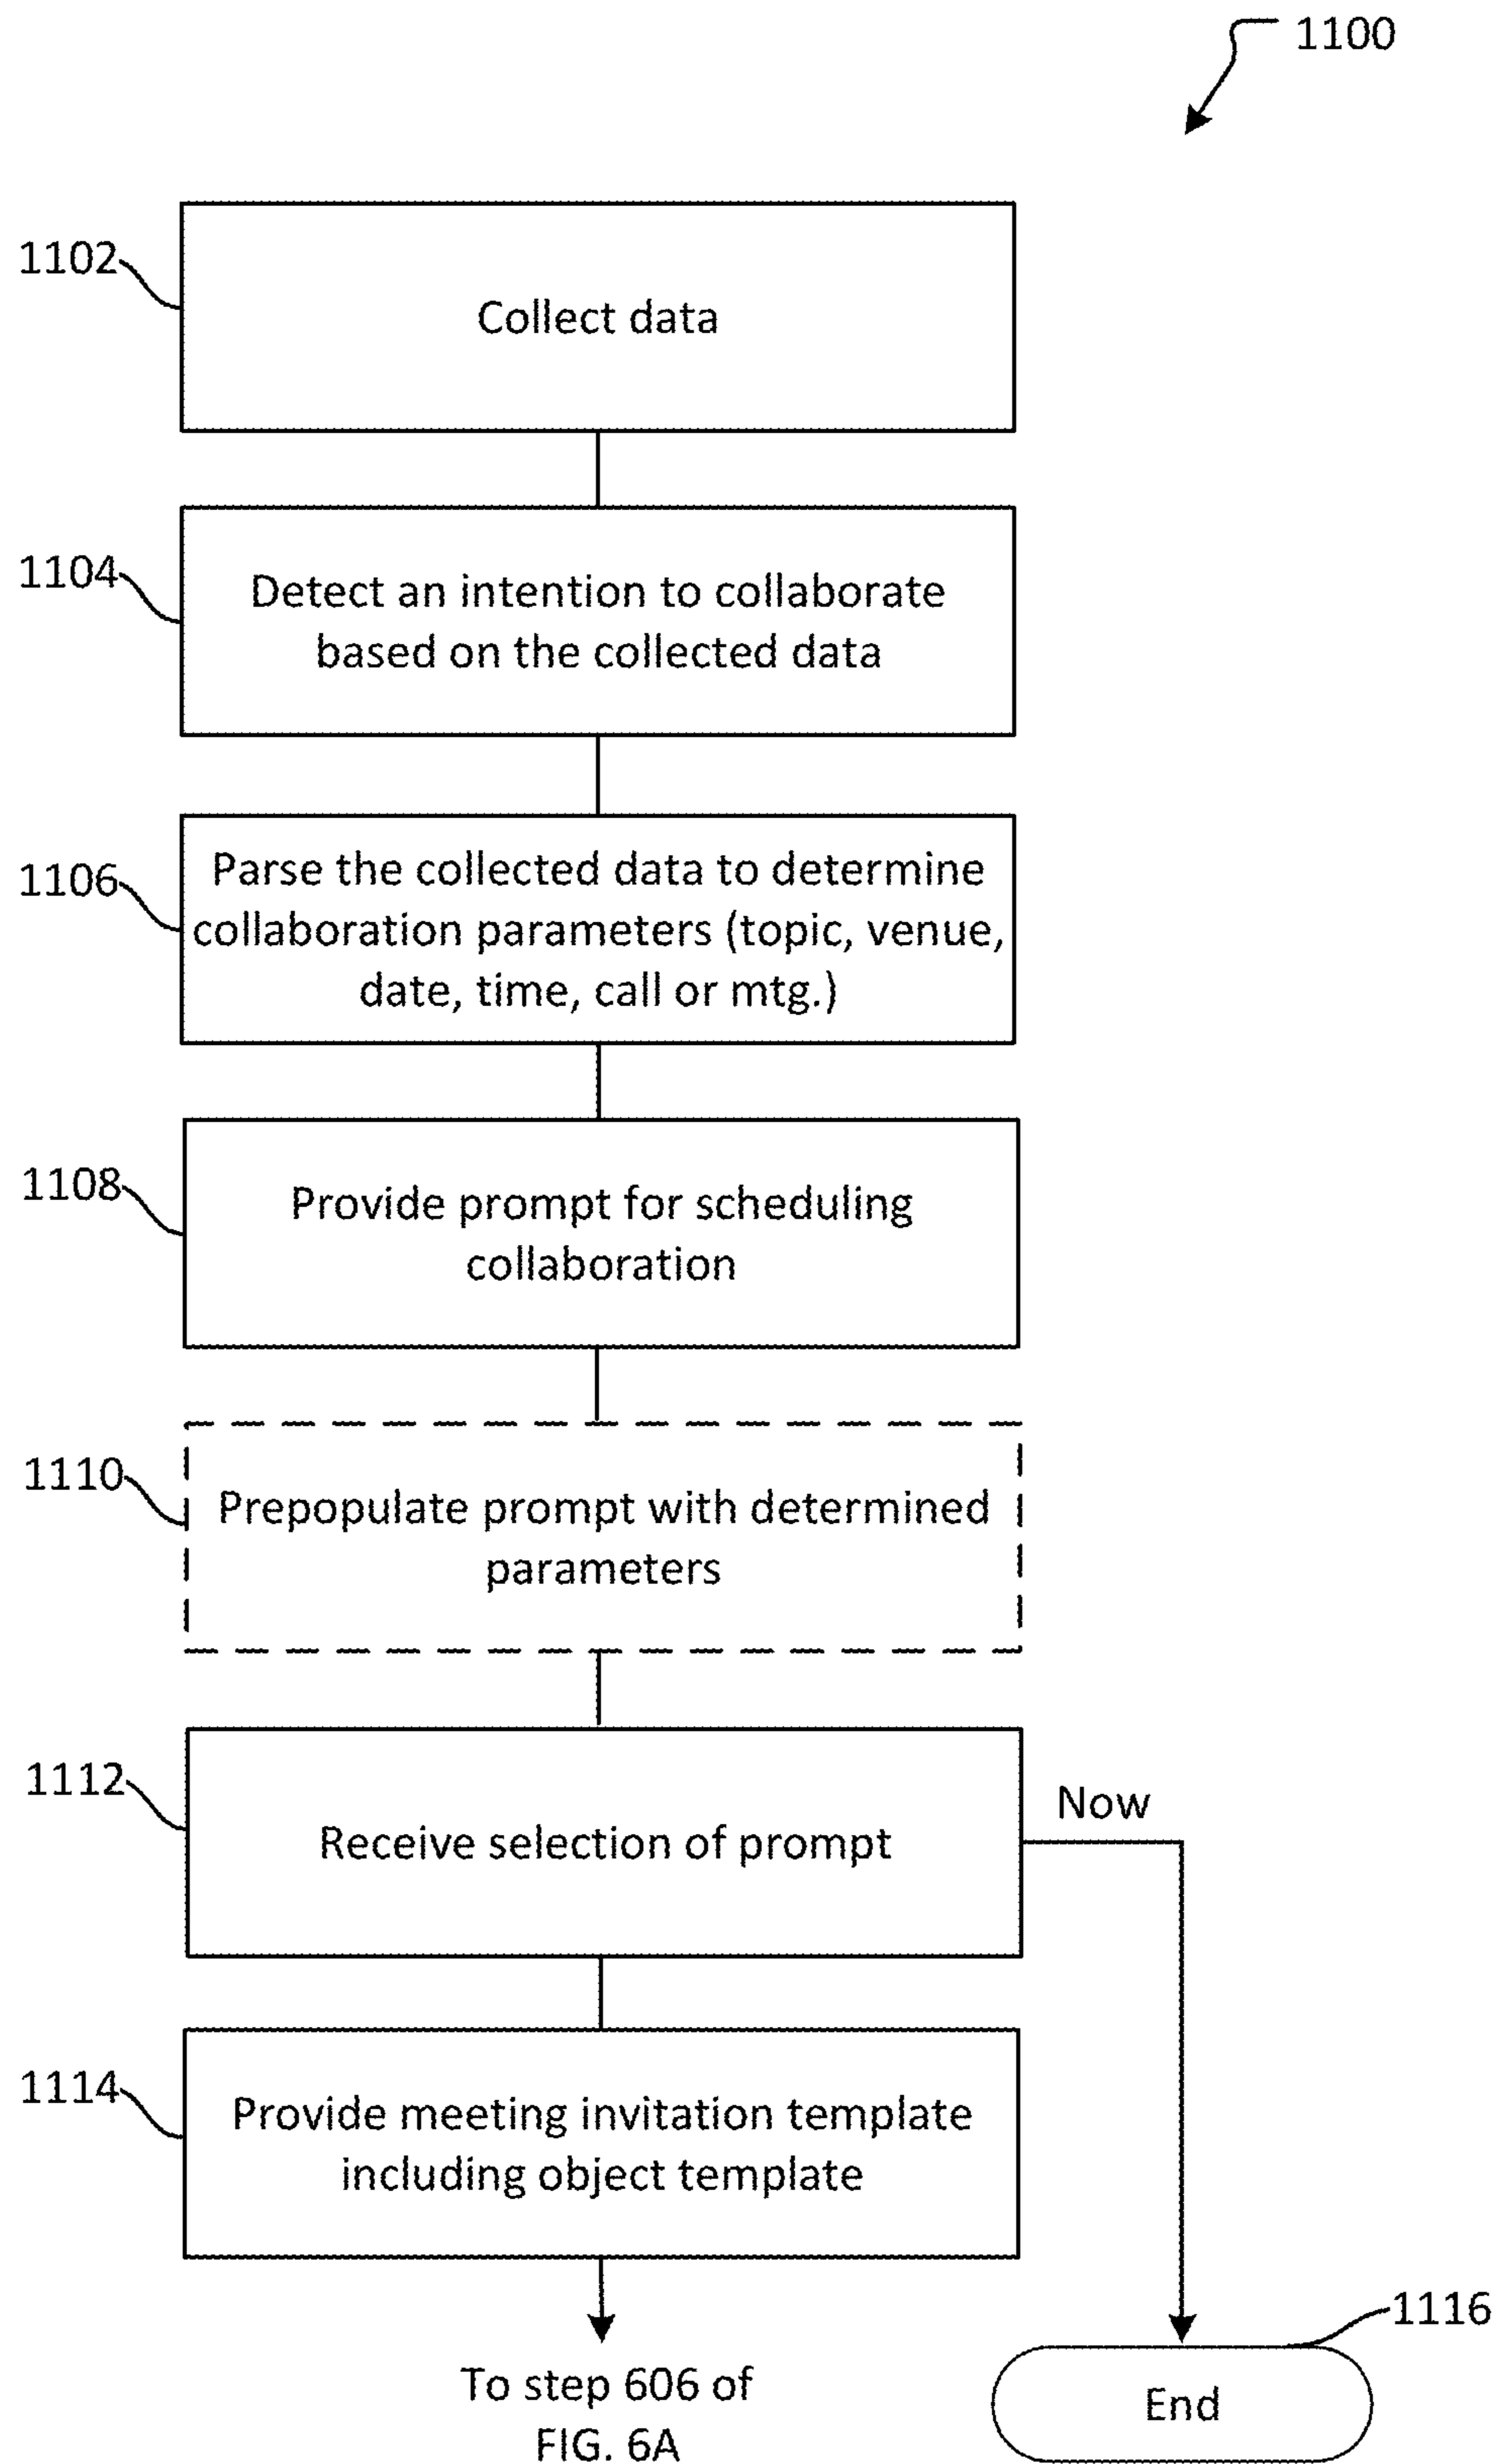 1100
1102
Collect data
1104
Detect an intention to collaborate
based on the collected data
1106
Parse the collected data to determine
collaboration parameters (topic, venue,
date, time, call or mtg.)
1108
Provide prompt for scheduling
collaboration
1110
Prepopulate prompt with determined
parameters
1112
Receive selection of prompt
Now
1114
Provide meeting invitation template
including object template
1116
To step 606 of
FIG. 6A
End